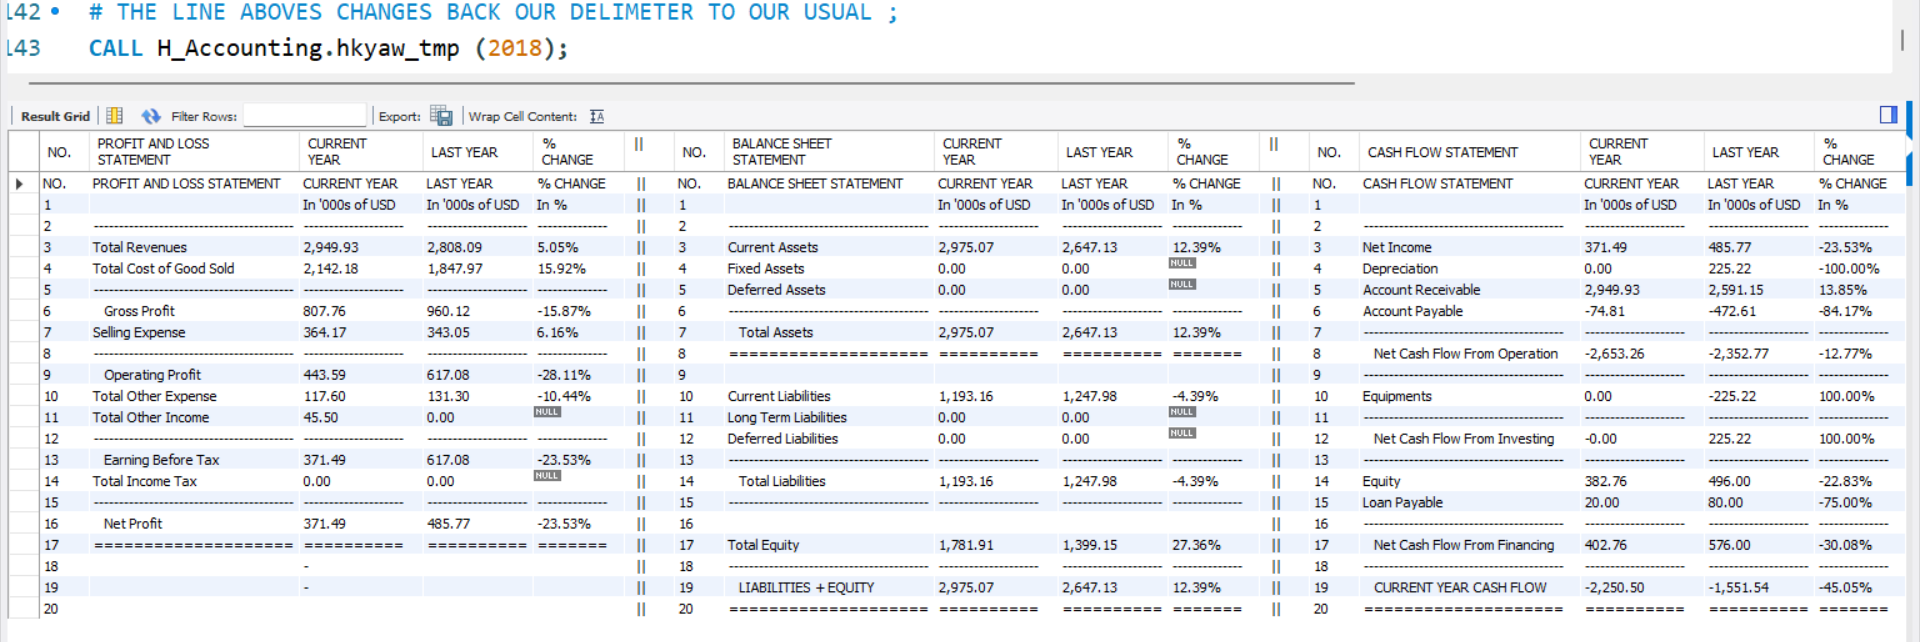 142 # THE LINE ABOVES CHANGES BACK OUR DELIMETER TO OUR USUAL ;
143 CALL H_Accounting.hkyaw_tmp (2018);
Result Grid Filter Rows: Export: Wrap Cell Content:
NO. PROFIT AND LOSS STATEMENT CURRENT YEAR LAST YEAR % CHANGE || NO. BALANCE SHEET STATEMENT CURRENT YEAR LAST YEAR % CHANGE || NO. CASH FLOW STATEMENT CURRENT YEAR LAST YEAR % CHANGE
NO. PROFIT AND LOSS STATEMENT CURRENT YEAR LAST YEAR % CHANGE || NO. BALANCE SHEET STATEMENT CURRENT YEAR LAST YEAR % CHANGE || NO. CASH FLOW STATEMENT CURRENT YEAR LAST YEAR % CHANGE
1 In '000s of USD In '000s of USD In % || 1 In '000s of USD In '000s of USD In % || 1 In '000s of USD In '000s of USD In %
2 || 2 || 2
3 Total Revenues 2,949.93 2,808.09 5.05% || 3 Current Assets 2,975.07 2,647.13 12.39% || 3 Net Income 371.49 485.77 -23.53%
4 Total Cost of Good Sold 2,142.18 1,847.97 15.92% || 4 Fixed Assets 0.00 0.00 NULL || 4 Depreciation 0.00 225.22 -100.00%
5 || 5 Deferred Assets 0.00 0.00 NULL || 5 Account Receivable 2,949.93 2,591.15 13.85%
6 Gross Profit 807.76 960.12 -15.87% || 6 || 6 Account Payable -74.81 -472.61 -84.17%
7 Selling Expense 364.17 343.05 6.16% || 7 Total Assets 2,975.07 2,647.13 12.39% || 7
8 || 8 ==================== ========== ========== ======= || 8 Net Cash Flow From Operation -2,653.26 -2,352.77 -12.77%
9 Operating Profit 443.59 617.08 -28.11% || 9 || 9
10 Total Other Expense 117.60 131.30 -10.44% || 10 Current Liabilities 1,193.16 1,247.98 -4.39% || 10 Equipments 0.00 -225.22 100.00%
11 Total Other Income 45.50 0.00 NULL || 11 Long Term Liabilities 0.00 0.00 NULL || 11
12 || 12 Deferred Liabilities 0.00 0.00 NULL || 12 Net Cash Flow From Investing -0.00 225.22 100.00%
13 Earning Before Tax 371.49 617.08 -23.53% || 13 || 13
14 Total Income Tax 0.00 0.00 NULL || 14 Total Liabilities 1,193.16 1,247.98 -4.39% || 14 Equity 382.76 496.00 -22.83%
15 || 15 || 15 Loan Payable 20.00 80.00 -75.00%
16 Net Profit 371.49 485.77 -23.53% || 16 || 16
17 ==================== ========== ========== ======= || 17 Total Equity 1,781.91 1,399.15 27.36% || 17 Net Cash Flow From Financing 402.76 576.00 -30.08%
18 - || 18 || 18
19 - || 19 LIABILITIES + EQUITY 2,975.07 2,647.13 12.39% || 19 CURRENT YEAR CASH FLOW -2,250.50 -1,551.54 -45.05%
20 || 20 ==================== ========== ========== ======= || 20 ==================== ========== ========== =======